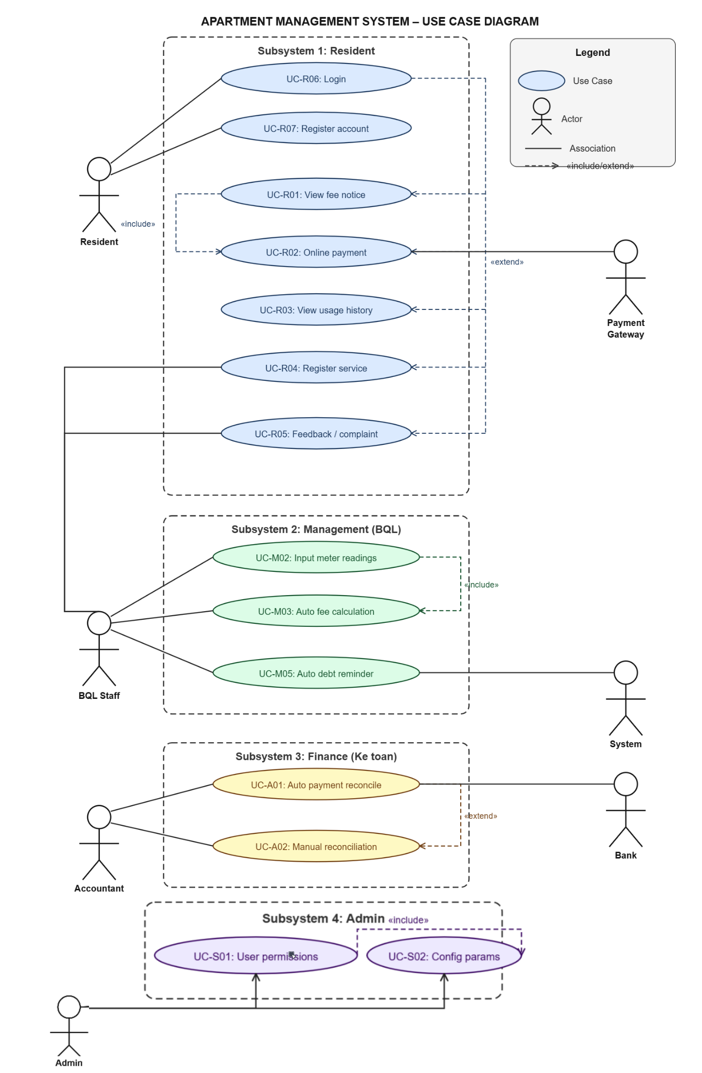 APARTMENT MANAGEMENT SYSTEM – USE CASE DIAGRAM
Subsystem 1: Resident
UC-R06: Login
UC-R07: Register account
UC-R01: View fee notice
«include»
UC-R02: Online payment
«extend»
UC-R03: View usage history
UC-R04: Register service
UC-R05: Feedback / complaint
Resident
Legend
Use Case
Actor
Association
«include/extend»
Payment
Gateway
Subsystem 2: Management (BQL)
UC-M02: Input meter readings
«include»
UC-M03: Auto fee calculation
UC-M05: Auto debt reminder
BQL Staff
System
Subsystem 3: Finance (Ke toan)
UC-A01: Auto payment reconcile
«extend»
UC-A02: Manual reconciliation
Accountant
Bank
Subsystem 4: Admin
«include»
UC-S01: User permissions
UC-S02: Config params
Admin